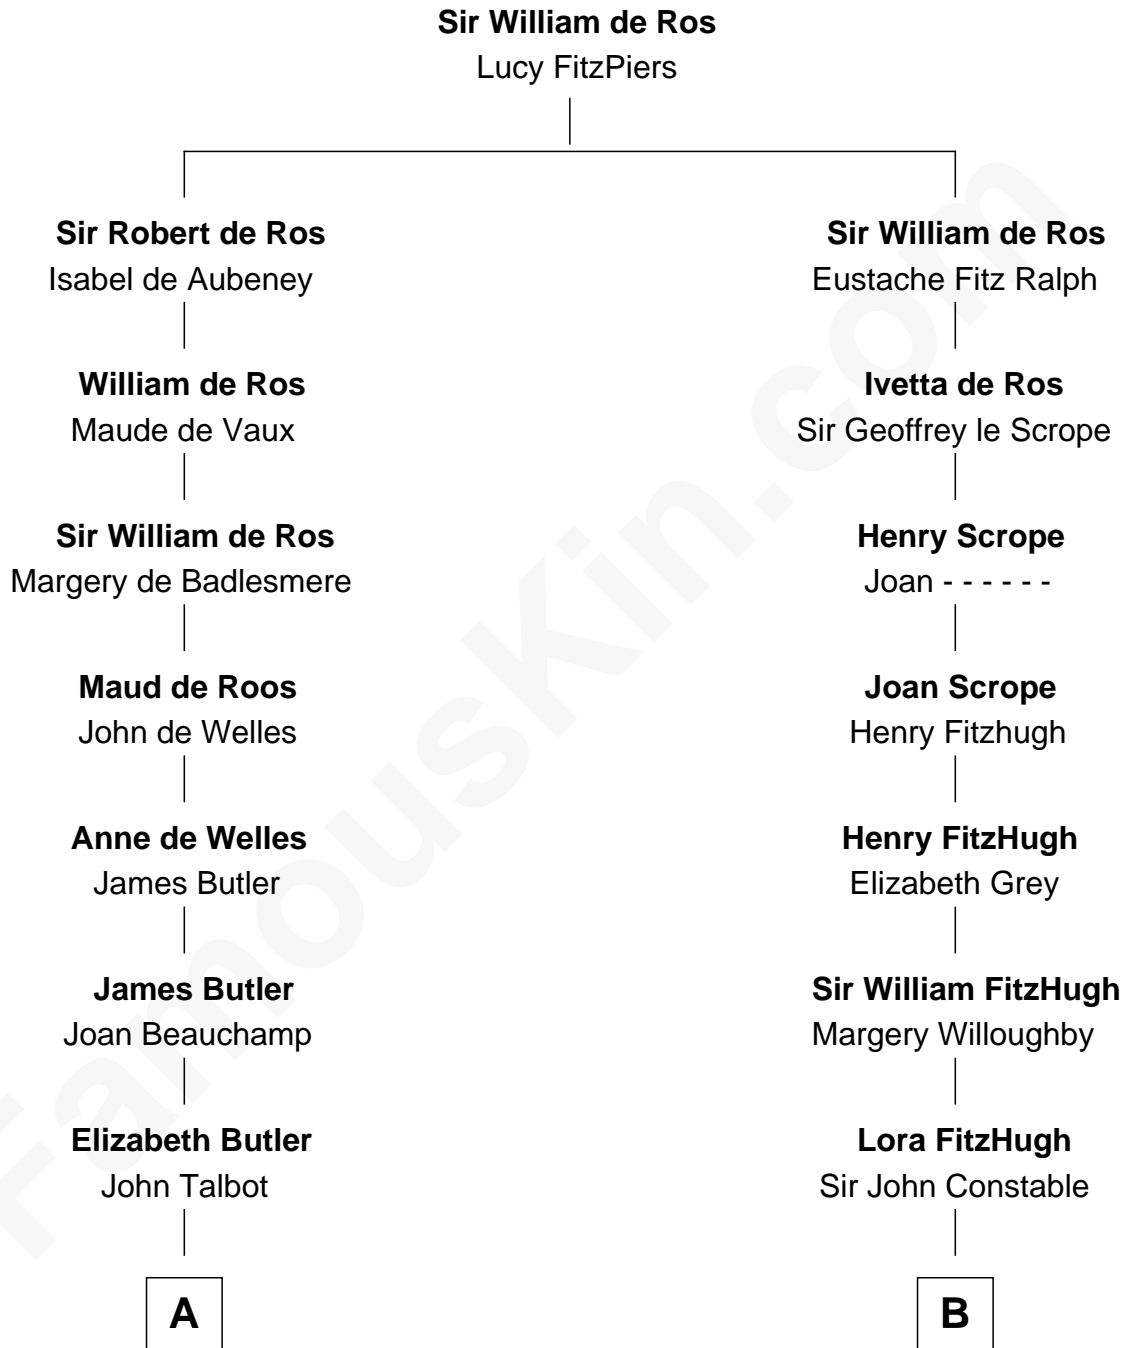 Sir William de Ros
Lucy FitzPiers
Sir Robert de Ros
Isabel de Aubeney
Sir William de Ros
Eustache Fitz Ralph
William de Ros
Maude de Vaux
Ivetta de Ros
Sir Geoffrey le Scrope
Sir William de Ros
Margery de Badlesmere
Henry Scrope
Joan - - - - - -
Maud de Roos
John de Welles
Joan Scrope
Henry Fitzhugh
Anne de Welles
James Butler
Henry FitzHugh
Elizabeth Grey
James Butler
Joan Beauchamp
Sir William FitzHugh
Margery Willoughby
Elizabeth Butler
John Talbot
Lora FitzHugh
Sir John Constable
A
B
FamousKin.com